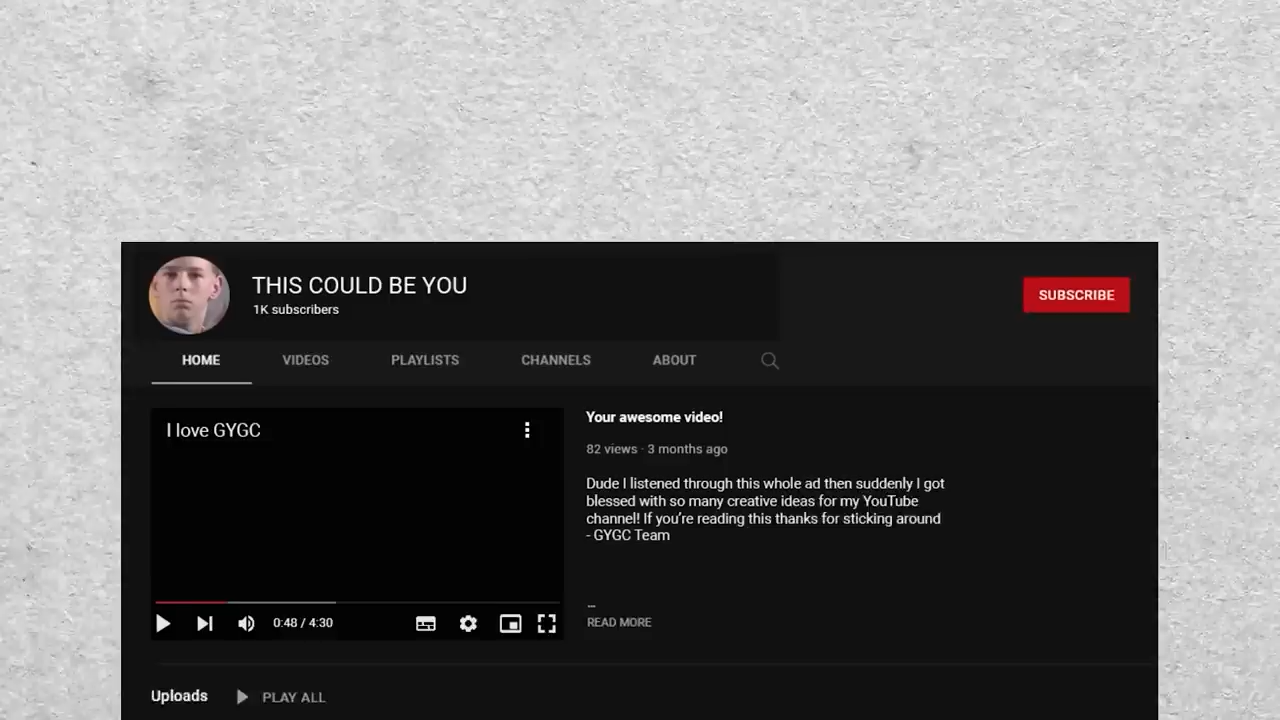 THIS COULD BE YOU
1K subscribers
SUBSCRIBE
HOME VIDEOS PLAYLISTS CHANNELS ABOUT
I love GYGC
Your awesome video!
82 views · 3 months ago
Dude I listened through this whole ad then suddenly I got
blessed with so many creative ideas for my YouTube
channel! If you’re reading this thanks for sticking around
- GYGC Team
...
READ MORE
0:48 / 4:30
Uploads PLAY ALL